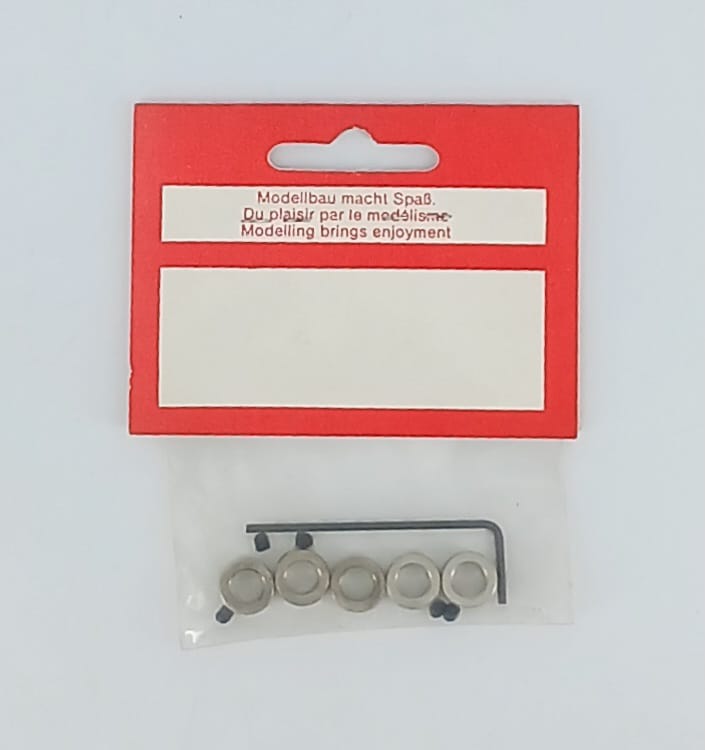 Modellbau macht Spaß.
Du plaisir par le modélisme
Modelling brings enjoyment